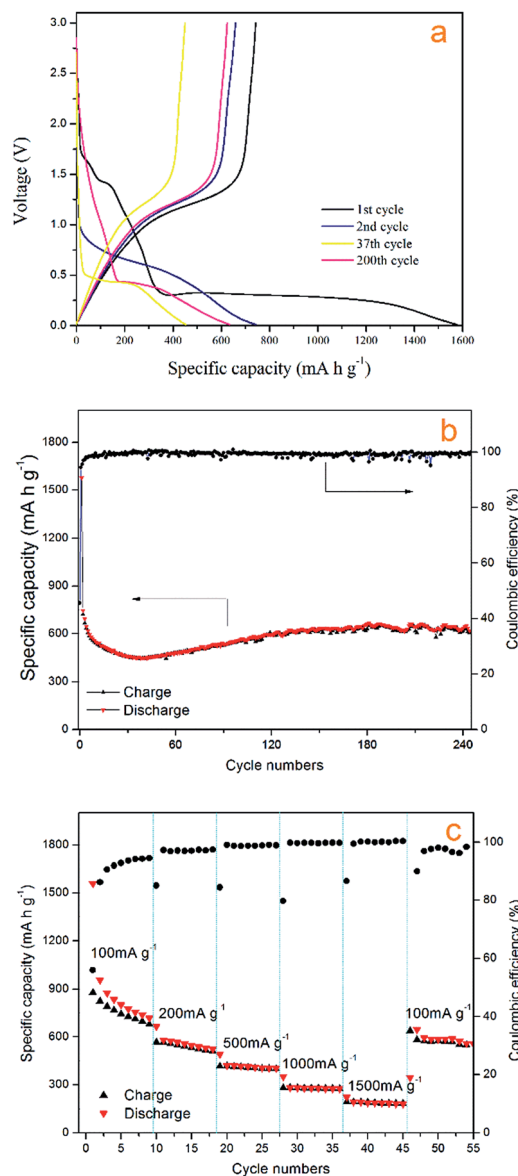 a
3.0
2.5
2.0
1.5
1.0
0.5
0.0
Voltage (V)
1st cycle
2nd cycle
37th cycle
200th cycle
0 200 400 600 800 1000 1200 1400 1600
Specific capacity (mA h g-1)
b
1800
1500
1200
900
600
300
0
Specific capacity (mA h g-1)
100
80
60
40
20
0
Coulombic efficiency (%)
Charge
Discharge
0 60 120 180 240
Cycle numbers
c
1800
1500
1200
900
600
300
0
Specific capacity (mA h g-1)
100
80
60
40
20
0
Coulombic efficiency (%)
100mA g-1
200mA g-1
500mA g-1
1000mA g-1
1500mA g-1
100mA g-1
Charge
Discharge
0 5 10 15 20 25 30 35 40 45 50 55
Cycle numbers